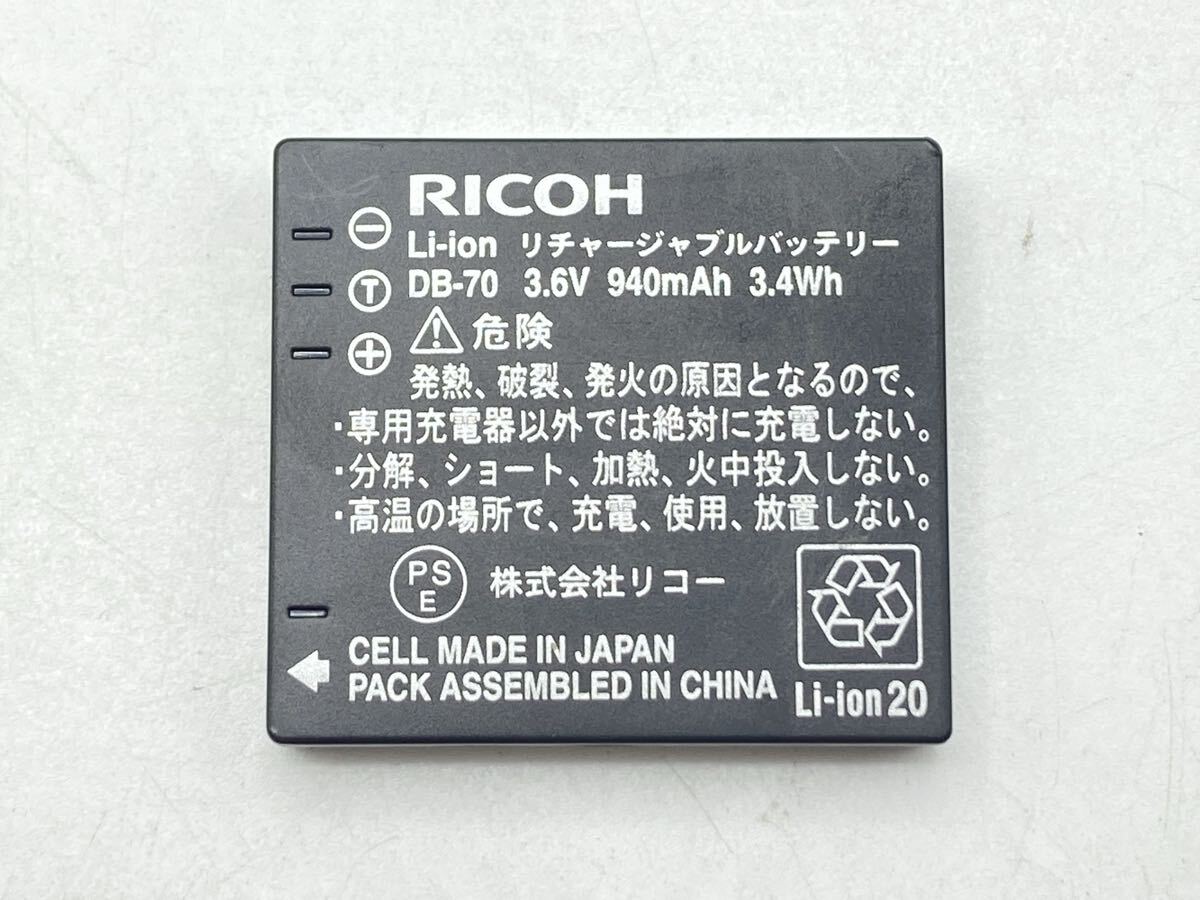 RICOH
Li-ion リチャージャブルバッテリー
DB-70 3.6V 940mAh 3.4Wh
T
危険
発熱、破裂、発火の原因となるので、
・専用充電器以外では絶対に充電しない。
・分解、ショート、加熱、火中投入しない。
・高温の場所で、充電、使用、放置しない。
PS
E
株式会社リコー
CELL MADE IN JAPAN
PACK ASSEMBLED IN CHINA
Li-ion20